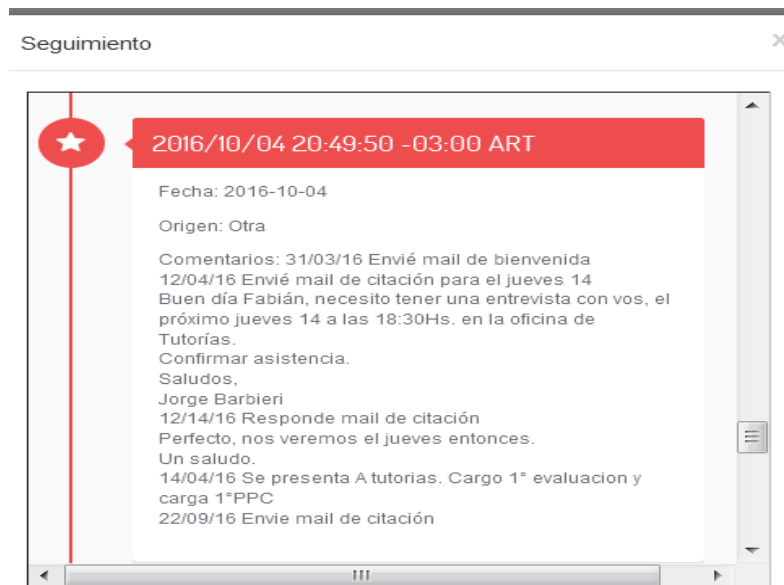 Seguimiento
2016/10/04 20:49:50 -03:00 ART
Fecha: 2016-10-04
Origen: Otra
Comentarios: 31/03/16 Envié mail de bienvenida
12/04/16 Envié mail de citación para el jueves 14
Buen día Fabián, necesito tener una entrevista con vos, el
próximo jueves 14 a las 18:30Hs. en la oficina de
Tutorías.
Confirmar asistencia.
Saludos,
Jorge Barbieri
12/14/16 Responde mail de citación
Perfecto, nos veremos el jueves entonces.
Un saludo.
14/04/16 Se presenta A tutorias. Cargo 1° evaluacion y
carga 1°PPC
22/09/16 Envie mail de citación